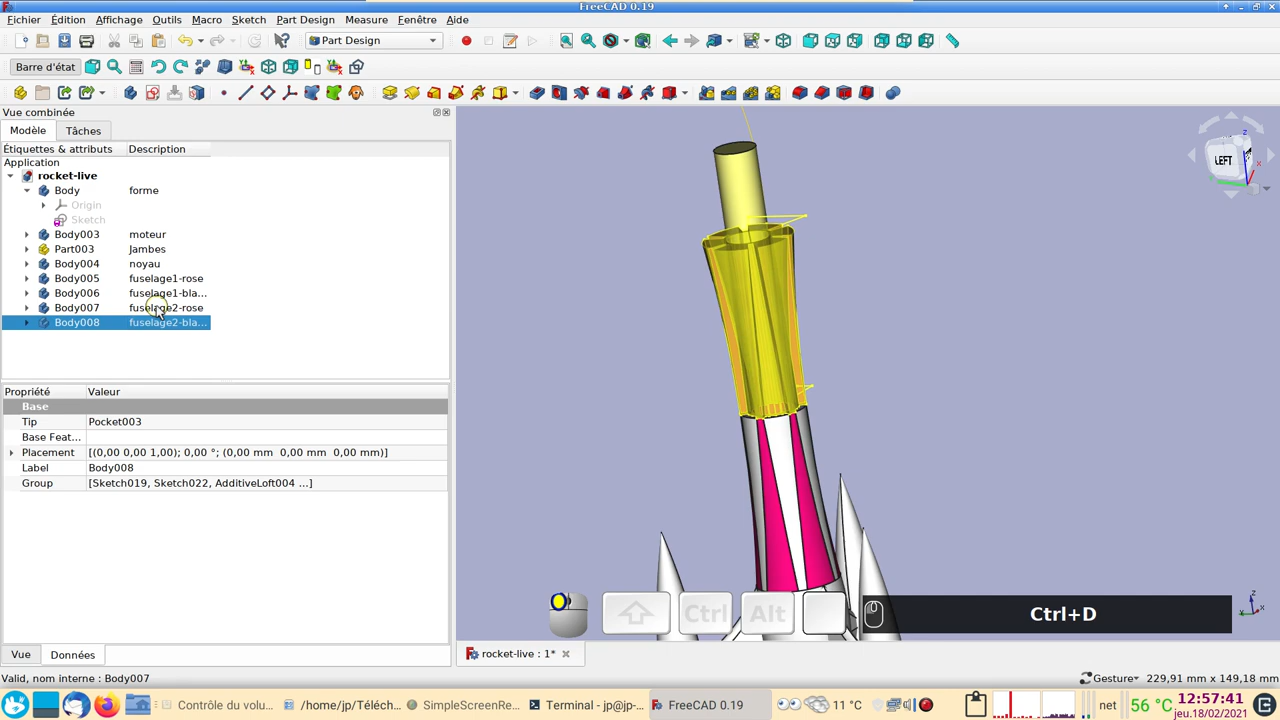 FreeCAD 0.19
Fichier Édition Affichage Outils Macro Sketch Part Design Measure Fenêtre Aide
Part Design
Barre d'état
Vue combinée
Modèle Tâches
Étiquettes & attributs Description
Application
rocket-live
Body forme
Origin
Sketch
Body003 moteur
Part003 Jambes
Body004 noyau
Body005 fuselage1-rose
Body006 fuselage1-bla...
Body007 fuselage2-rose
Body008 fuselage2-bla...
Propriété Valeur
Base
Tip Pocket003
Base Feat...
Placement [(0,00 0,00 1,00); 0,00 °; (0,00 mm 0,00 mm 0,00 mm)]
Label Body008
Group [Sketch019, Sketch022, AdditiveLoft004 ...]
LEFT
Z
X
Ctrl Alt Ctrl+D
Vue Données
rocket-live : 1*
Valid, nom interne : Body007
Gesture 229,91 mm x 149,18 mm
Contrôle du volu... /home/jp/Téléch... SimpleScreenRe... Terminal - jp@jp-... FreeCAD 0.19 11 °C net 56 °C 12:57:41
jeu.18/02/2021